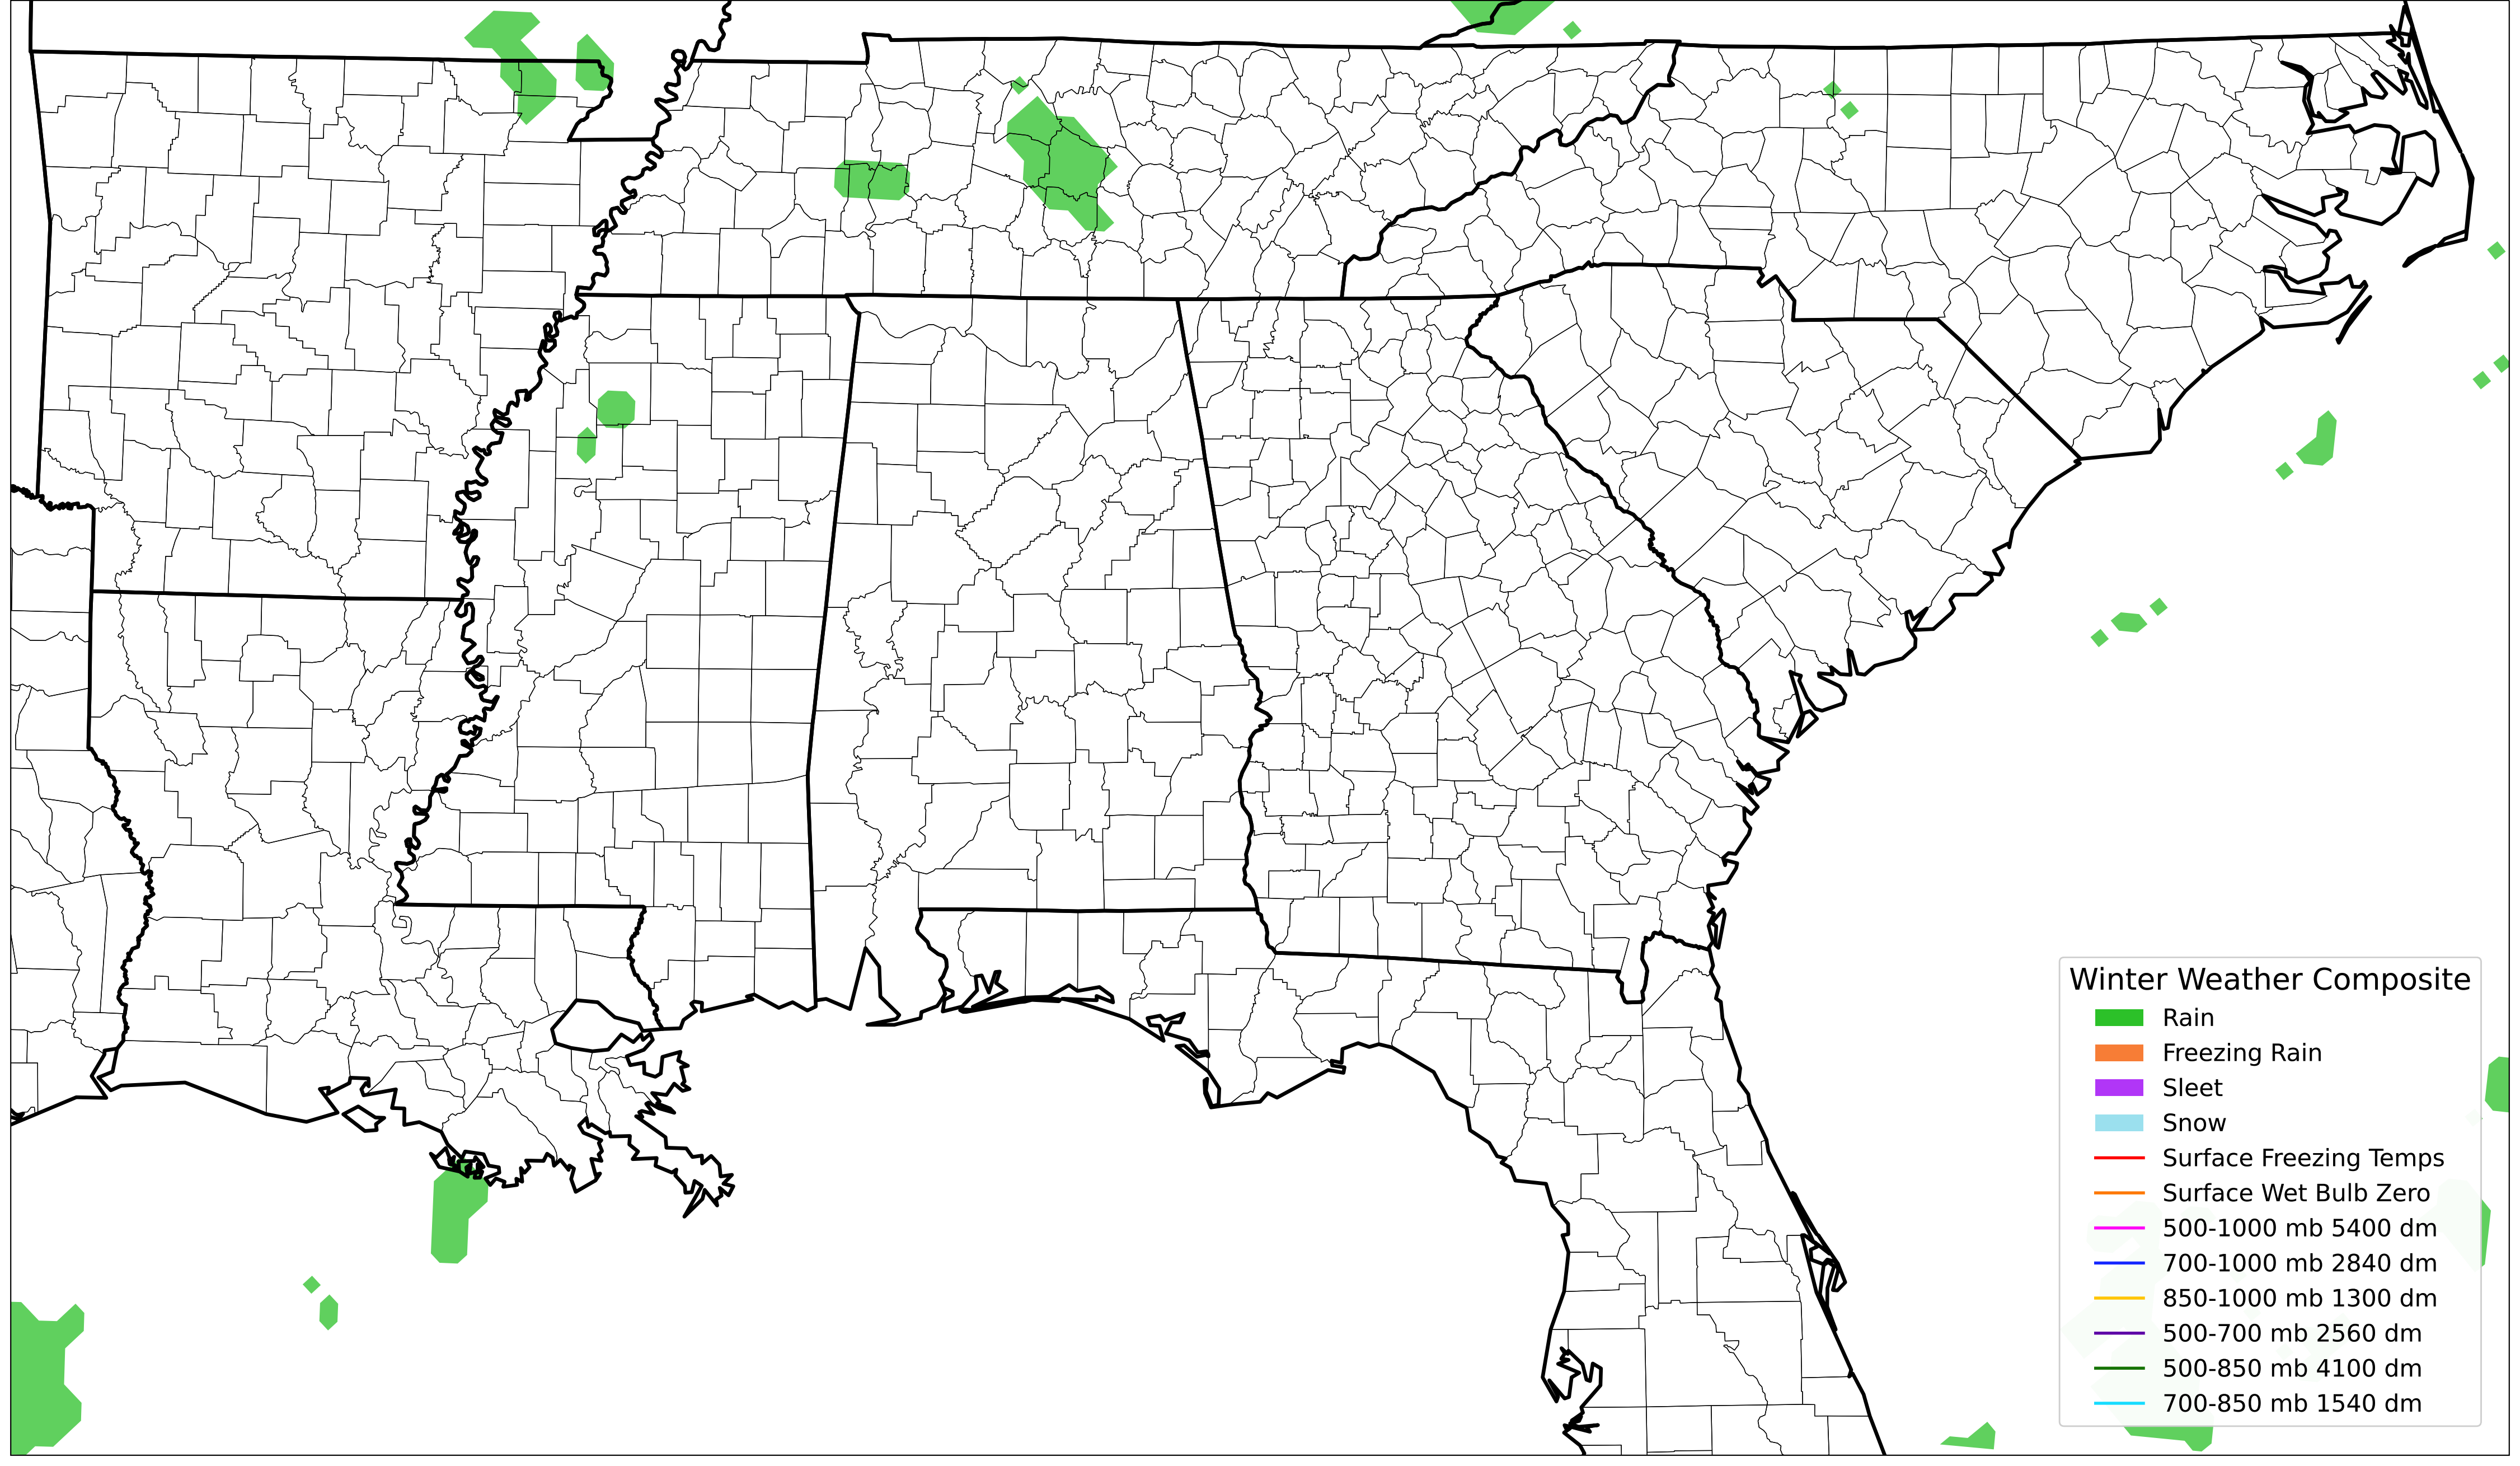 Winter Weather Composite
Rain
Freezing Rain
Sleet
Snow
Surface Freezing Temps
Surface Wet Bulb Zero
500-1000 mb 5400 dm
700-1000 mb 2840 dm
850-1000 mb 1300 dm
500-700 mb 2560 dm
500-850 mb 4100 dm
700-850 mb 1540 dm